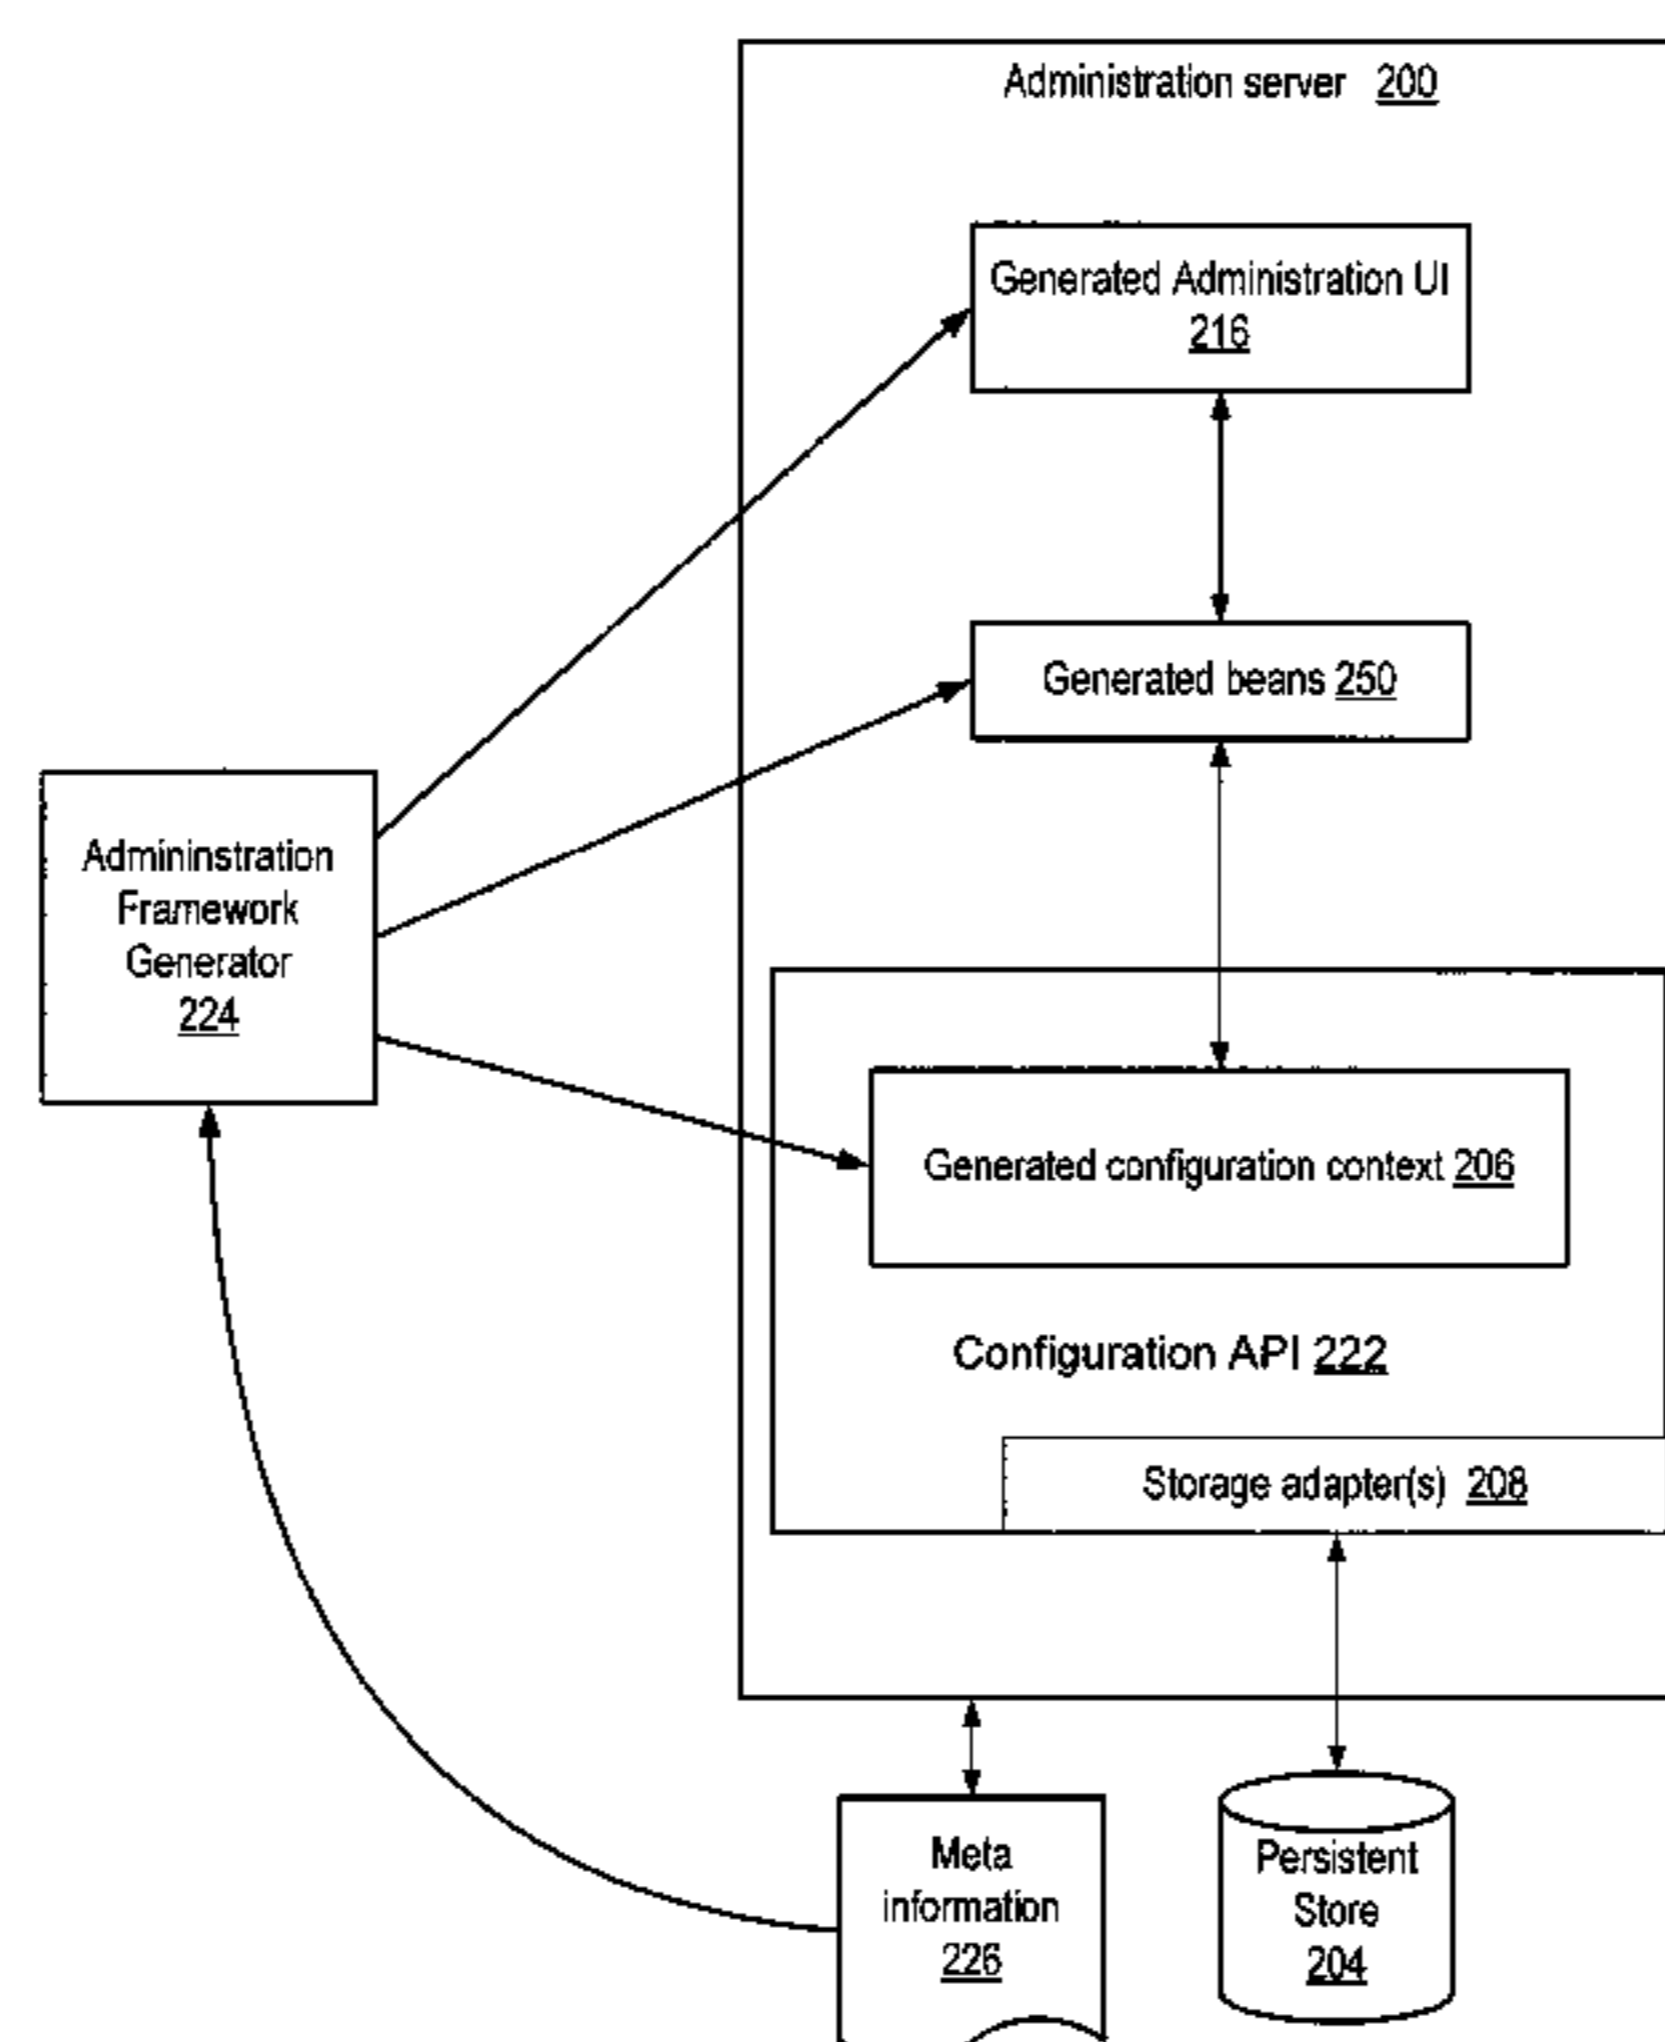 Administration server 200
Generated Administration UI
216
Generated beans 250
Admininstration
Framework
Generator
224
Generated configuration context 206
Configuration API 222
Storage adapter(s) 208
Meta
information
226
Persistent
Store
204